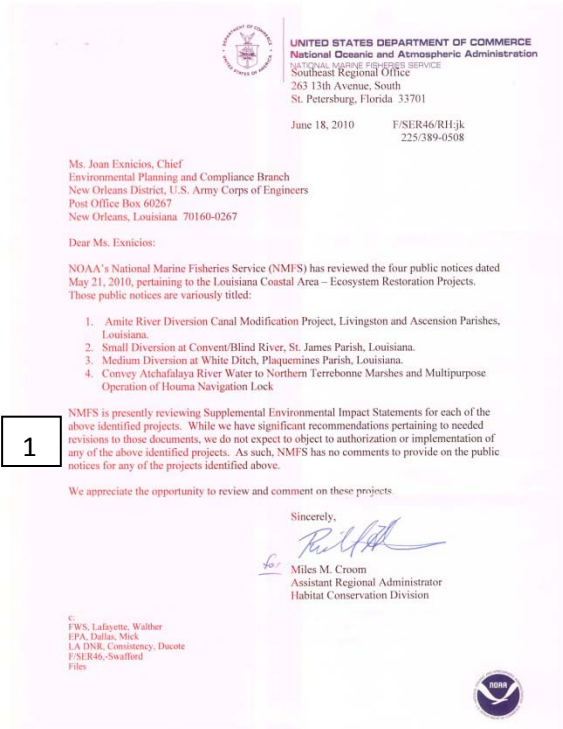 DEPARTMENT OF COMMERCE
UNITED STATES OF AMERICA
UNITED STATES DEPARTMENT OF COMMERCE
National Oceanic and Atmospheric Administration
NATIONAL MARINE FISHERIES SERVICE
Southeast Regional Office
263 13th Avenue, South
St. Petersburg, Florida 33701
June 18, 2010 F/SER46/RH:jk
225/389-0508
Ms. Joan Exnicios, Chief
Environmental Planning and Compliance Branch
New Orleans District, U.S. Army Corps of Engineers
Post Office Box 60267
New Orleans, Louisiana 70160-0267
Dear Ms. Exnicios:
NOAA's National Marine Fisheries Service (NMFS) has reviewed the four public notices dated
May 21, 2010, pertaining to the Louisiana Coastal Area – Ecosystem Restoration Projects.
Those public notices are variously titled:
1. Amite River Diversion Canal Modification Project, Livingston and Ascension Parishes,
Louisiana.
2. Small Diversion at Convent/Blind River, St. James Parish, Louisiana.
3. Medium Diversion at White Ditch, Plaquemines Parish, Louisiana.
4. Convey Atchafalaya River Water to Northern Terrebonne Marshes and Multipurpose
Operation of Houma Navigation Lock
1
NMFS is presently reviewing Supplemental Environmental Impact Statements for each of the
above identified projects. While we have significant recommendations pertaining to needed
revisions to those documents, we do not expect to object to authorization or implementation of
any of the above identified projects. As such, NMFS has no comments to provide on the public
notices for any of the projects identified above.
We appreciate the opportunity to review and comment on these projects.
Sincerely,
for
Miles M. Croom
Assistant Regional Administrator
Habitat Conservation Division
c:
FWS, Lafayette, Walther
EPA, Dallas, Mick
LA DNR, Consistency, Ducote
F/SER46,-Swafford
Files
NOAA